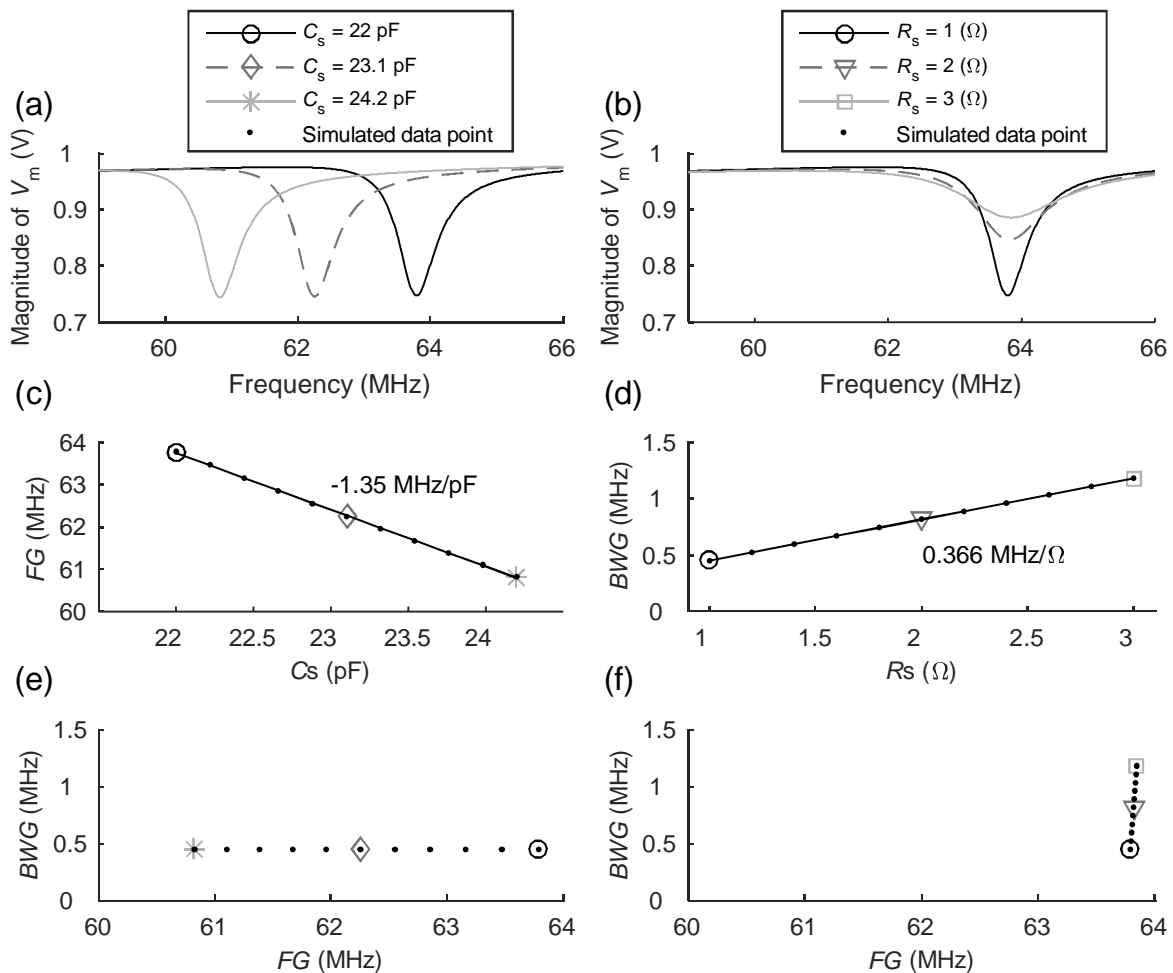 C_s = 22 pF
C_s = 23.1 pF
C_s = 24.2 pF
Simulated data point
R_s = 1 (Ω)
R_s = 2 (Ω)
R_s = 3 (Ω)
Simulated data point
(a)
Magnitude of V_m (V)
1
0.9
0.8
0.7
60 62 64 66
Frequency (MHz)
(b)
Magnitude of V_m (V)
1
0.9
0.8
0.7
60 62 64 66
Frequency (MHz)
(c)
FG (MHz)
64
63
62
61
60
-1.35 MHz/pF
22 22.5 23 23.5 24
Cs (pF)
(d)
BWG (MHz)
1.5
1
0.5
0
0.366 MHz/Ω
1 1.5 2 2.5 3
Rs (Ω)
(e)
BWG (MHz)
1.5
1
0.5
0
60 61 62 63 64
FG (MHz)
(f)
BWG (MHz)
1.5
1
0.5
0
60 61 62 63 64
FG (MHz)